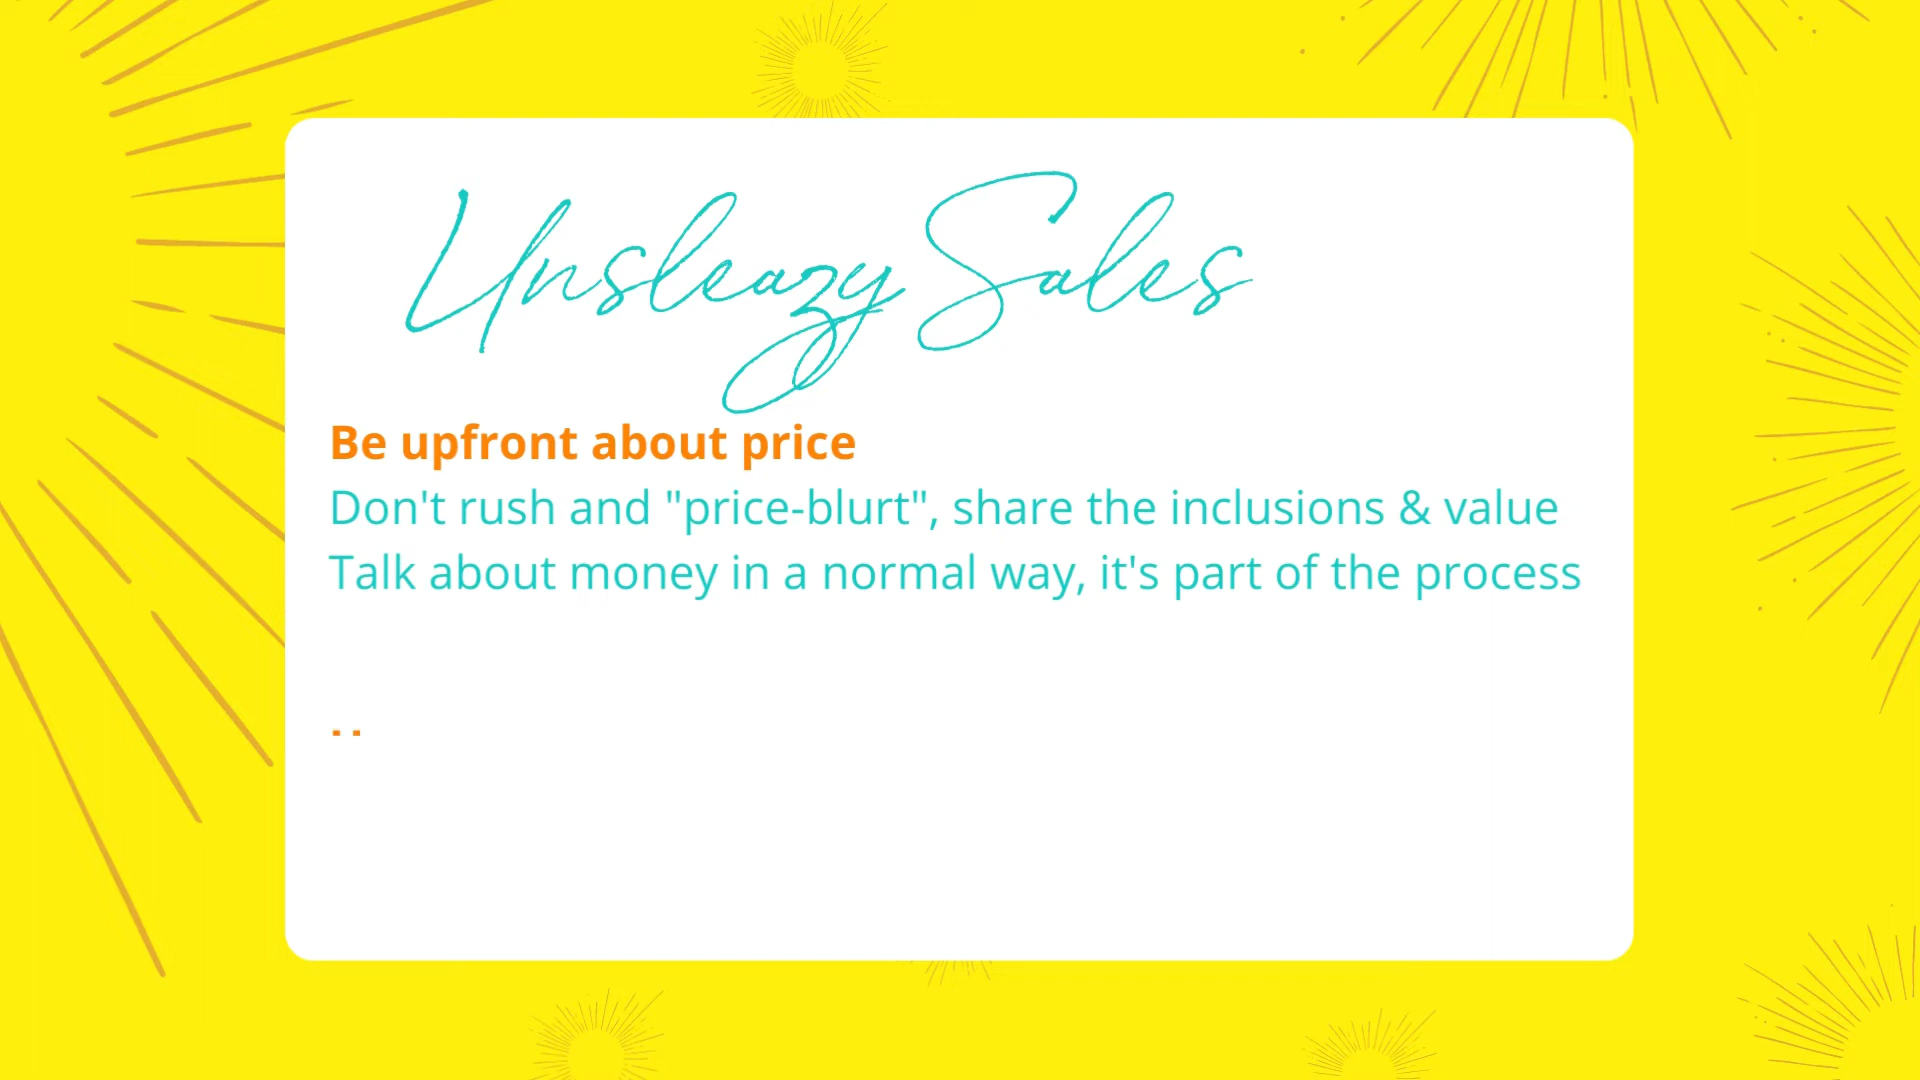 Unsleazy Sales
Be upfront about price
Don't rush and "price-blurt", share the inclusions & value
Talk about money in a normal way, it's part of the process